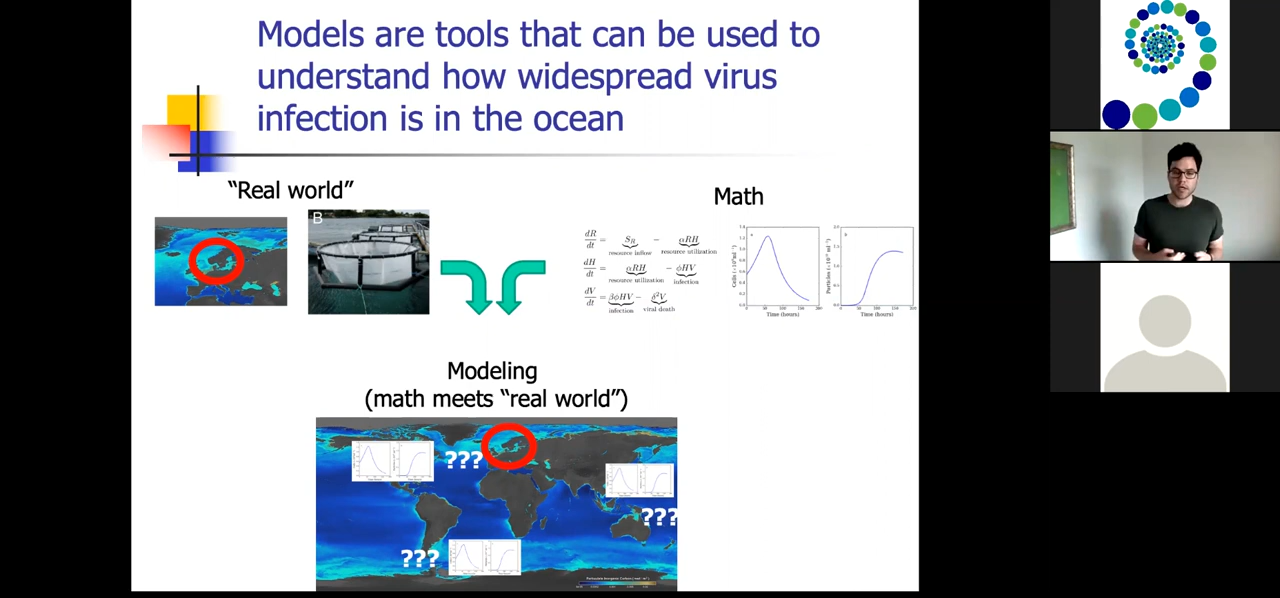 Models are tools that can be used to
understand how widespread virus
infection is in the ocean
“Real world”
Math
B
dR/dt = S_R − αRH
resource inflow resource utilization
dH/dt = αRH − ϕHV
resource utilization infection
dV/dt = βϕHV − δ²V
infection viral death
a
Time (hours)
b
Time (hours)
Modeling
(math meets “real world”)
???
???
???